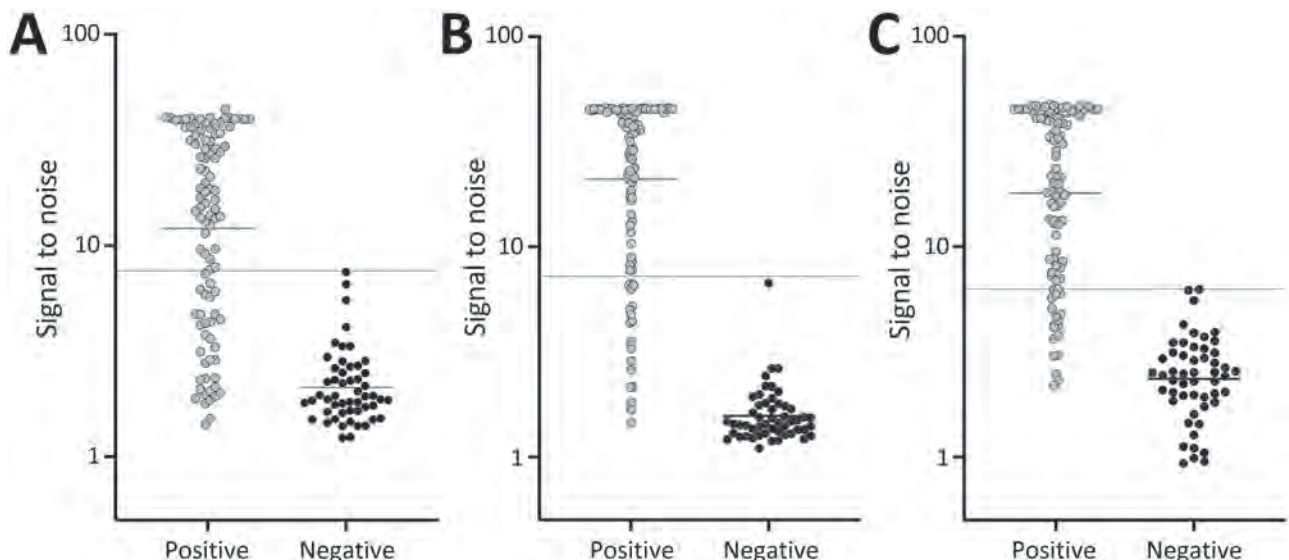 A
Signal to noise
100
10
1
Positive Negative
B
Signal to noise
100
10
1
Positive Negative
C
Signal to noise
100
10
1
Positive Negative